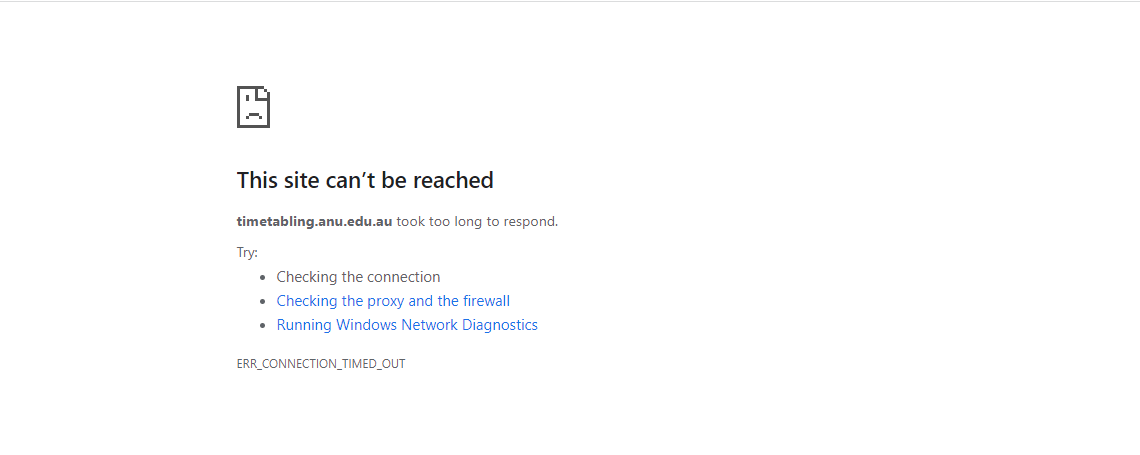 This site can’t be reached
timetabling.anu.edu.au took too long to respond.
Try:
• Checking the connection
• Checking the proxy and the firewall
• Running Windows Network Diagnostics
ERR_CONNECTION_TIMED_OUT